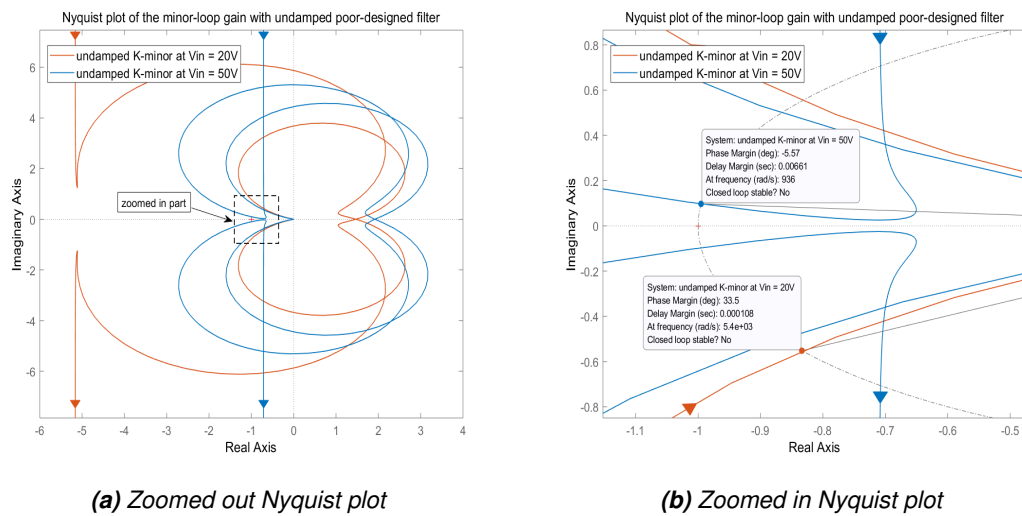 Nyquist plot of the minor-loop gain with undamped poor-designed filter
undamped K-minor at Vin = 20V
undamped K-minor at Vin = 50V
zoomed in part
Imaginary Axis
6
4
2
0
-2
-4
-6
-6 -5 -4 -3 -2 -1 0 1 2 3 4
Real Axis
(a) Zoomed out Nyquist plot
Nyquist plot of the minor-loop gain with undamped poor-designed filter
undamped K-minor at Vin = 20V
undamped K-minor at Vin = 50V
System: undamped K-minor at Vin = 50V
Phase Margin (deg): -5.57
Delay Margin (sec): 0.00661
At frequency (rad/s): 936
Closed loop stable? No
System: undamped K-minor at Vin = 20V
Phase Margin (deg): 33.5
Delay Margin (sec): 0.000108
At frequency (rad/s): 5.4e+03
Closed loop stable? No
Imaginary Axis
0.8
0.6
0.4
0.2
0
-0.2
-0.4
-0.6
-0.8
-1.1 -1 -0.9 -0.8 -0.7 -0.6 -0.5
Real Axis
(b) Zoomed in Nyquist plot